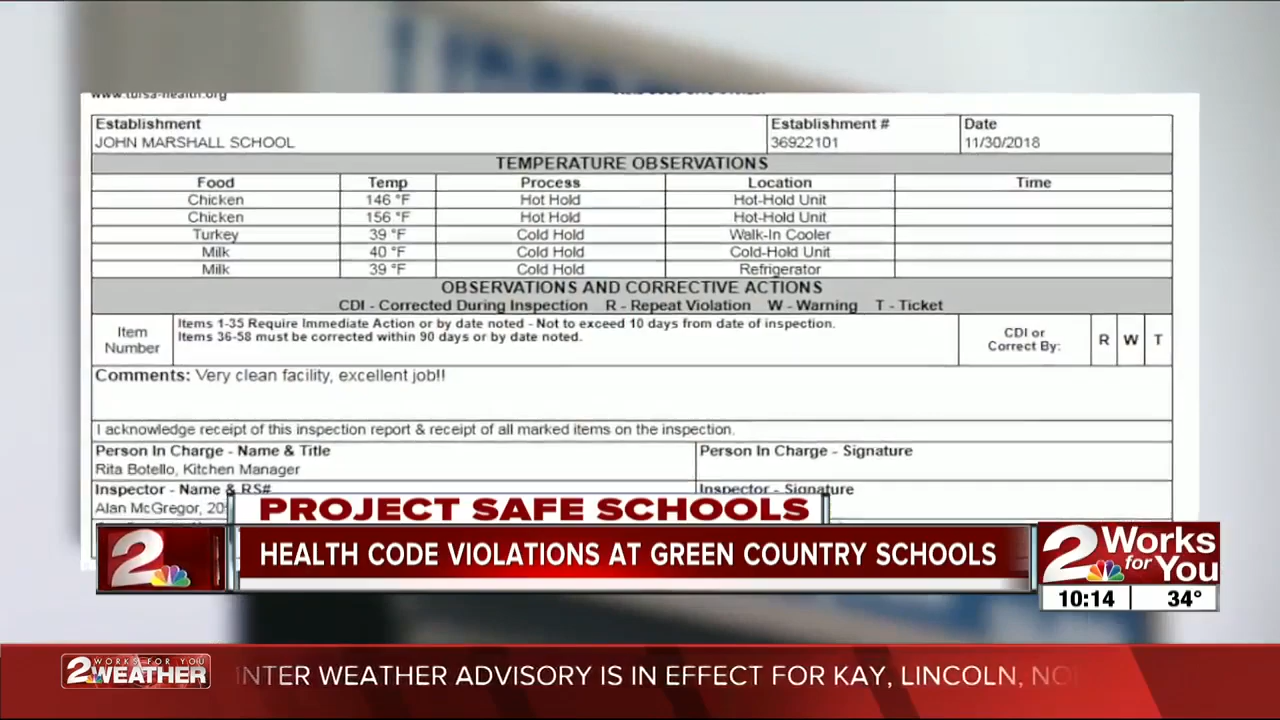 www.tulsa-health.org
Establishment
JOHN MARSHALL SCHOOL
Establishment #
36922101
Date
11/30/2018
TEMPERATURE OBSERVATIONS
Food Temp Process Location Time
Chicken 146 °F Hot Hold Hot-Hold Unit
Chicken 156 °F Hot Hold Hot-Hold Unit
Turkey 39 °F Cold Hold Walk-In Cooler
Milk 40 °F Cold Hold Cold-Hold Unit
Milk 39 °F Cold Hold Refrigerator
OBSERVATIONS AND CORRECTIVE ACTIONS
CDI - Corrected During Inspection R - Repeat Violation W - Warning T - Ticket
Item
Number
Items 1-35 Require Immediate Action or by date noted - Not to exceed 10 days from date of inspection.
Items 36-58 must be corrected within 90 days or by date noted.
CDI or
Correct By:
R W T
Comments: Very clean facility, excellent job!!
I acknowledge receipt of this inspection report & receipt of all marked items on the inspection.
Person In Charge - Name & Title
Rita Botello, Kitchen Manager
Person In Charge - Signature
Inspector - Name & RS#
Alan McGregor, 20
Inspector - Signature
PROJECT SAFE SCHOOLS
2
HEALTH CODE VIOLATIONS AT GREEN COUNTRY SCHOOLS
2 Works
for You
10:14 34°
2 WORKS FOR YOU
WEATHER
INTER WEATHER ADVISORY IS IN EFFECT FOR KAY, LINCOLN, NO